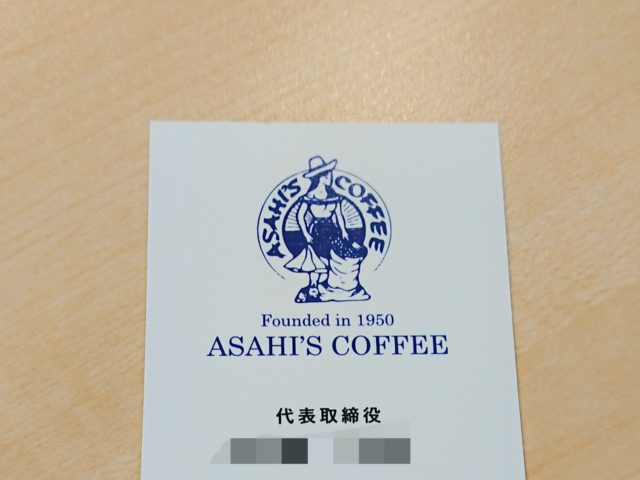 ASAHI'S COFFEE
Founded in 1950
ASAHI'S COFFEE
代表取締役